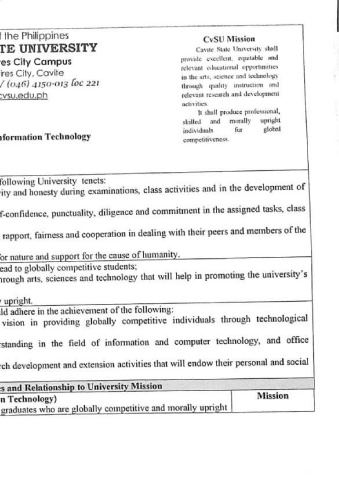 f the Philippines
TE UNIVERSITY
res City Campus
ires City, Cavite
/ (046) 4150-013 loc 221
cvsu.edu.ph
CvSU Mission
Cavite State University shall
provide excellent, equitable and
relevant educational opportunities
in the arts, science and technology
through quality instruction and
relevant research and development
activities.
It shall produce professional,
skilled and morally upright
individuals for global
competitiveness.
nformation Technology
following University tenets:
ity and honesty during examinations, class activities and in the development of
f-confidence, punctuality, diligence and commitment in the assigned tasks, class
rapport, fairness and cooperation in dealing with their peers and members of the
for nature and support for the cause of humanity.
ead to globally competitive students;
hrough arts, sciences and technology that will help in promoting the university's
y upright.
ld adhere in the achievement of the following:
vision in providing globally competitive individuals through technological
rstanding in the field of information and computer technology, and office
rch development and extension activities that will endow their personal and social
s and Relationship to University Mission
n Technology)
Mission
graduates who are globally competitive and morally upright